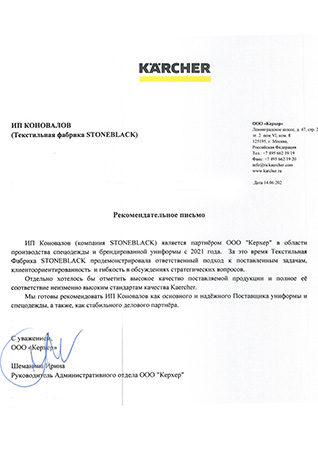 KÄRCHER
ИП КОНОВАЛОВ
(Текстильная фабрика STONEBLACK)
ООО «Керхер»
Ленинградское шоссе, д. 47, стр. 2
эт. 2 пом VI, ком. 8
125195, г. Москва,
Российская Федерация
Тел. +7 495 662 19 19
Факс +7 495 662 19 20
info@ru.kaercher.com
www.karcher.ru
Дата 14.06.202
Рекомендательное письмо
ИП Коновалов (компания STONEBLACK) является партнёром ООО "Керхер" в области
производства спецодежды и брендированной униформы с 2021 года. За это время Текстильная
Фабрика STONEBLACK продемонстрировала ответственный подход к поставленным задачам,
клиентоориентированность и гибкость в обсуждениях стратегических вопросов.
Отдельно хотелось бы отметить высокое качество поставляемой продукции и полное её
соответствие неизменно высоким стандартам качества Kaercher.
Мы готовы рекомендовать ИП Коновалов как основного и надёжного Поставщика униформы и
спецодежды, а также, как стабильного делового партнёра.
С уважением,
ООО «Керхер»
Ирина
Руководитель Административного отдела ООО "Керхер"